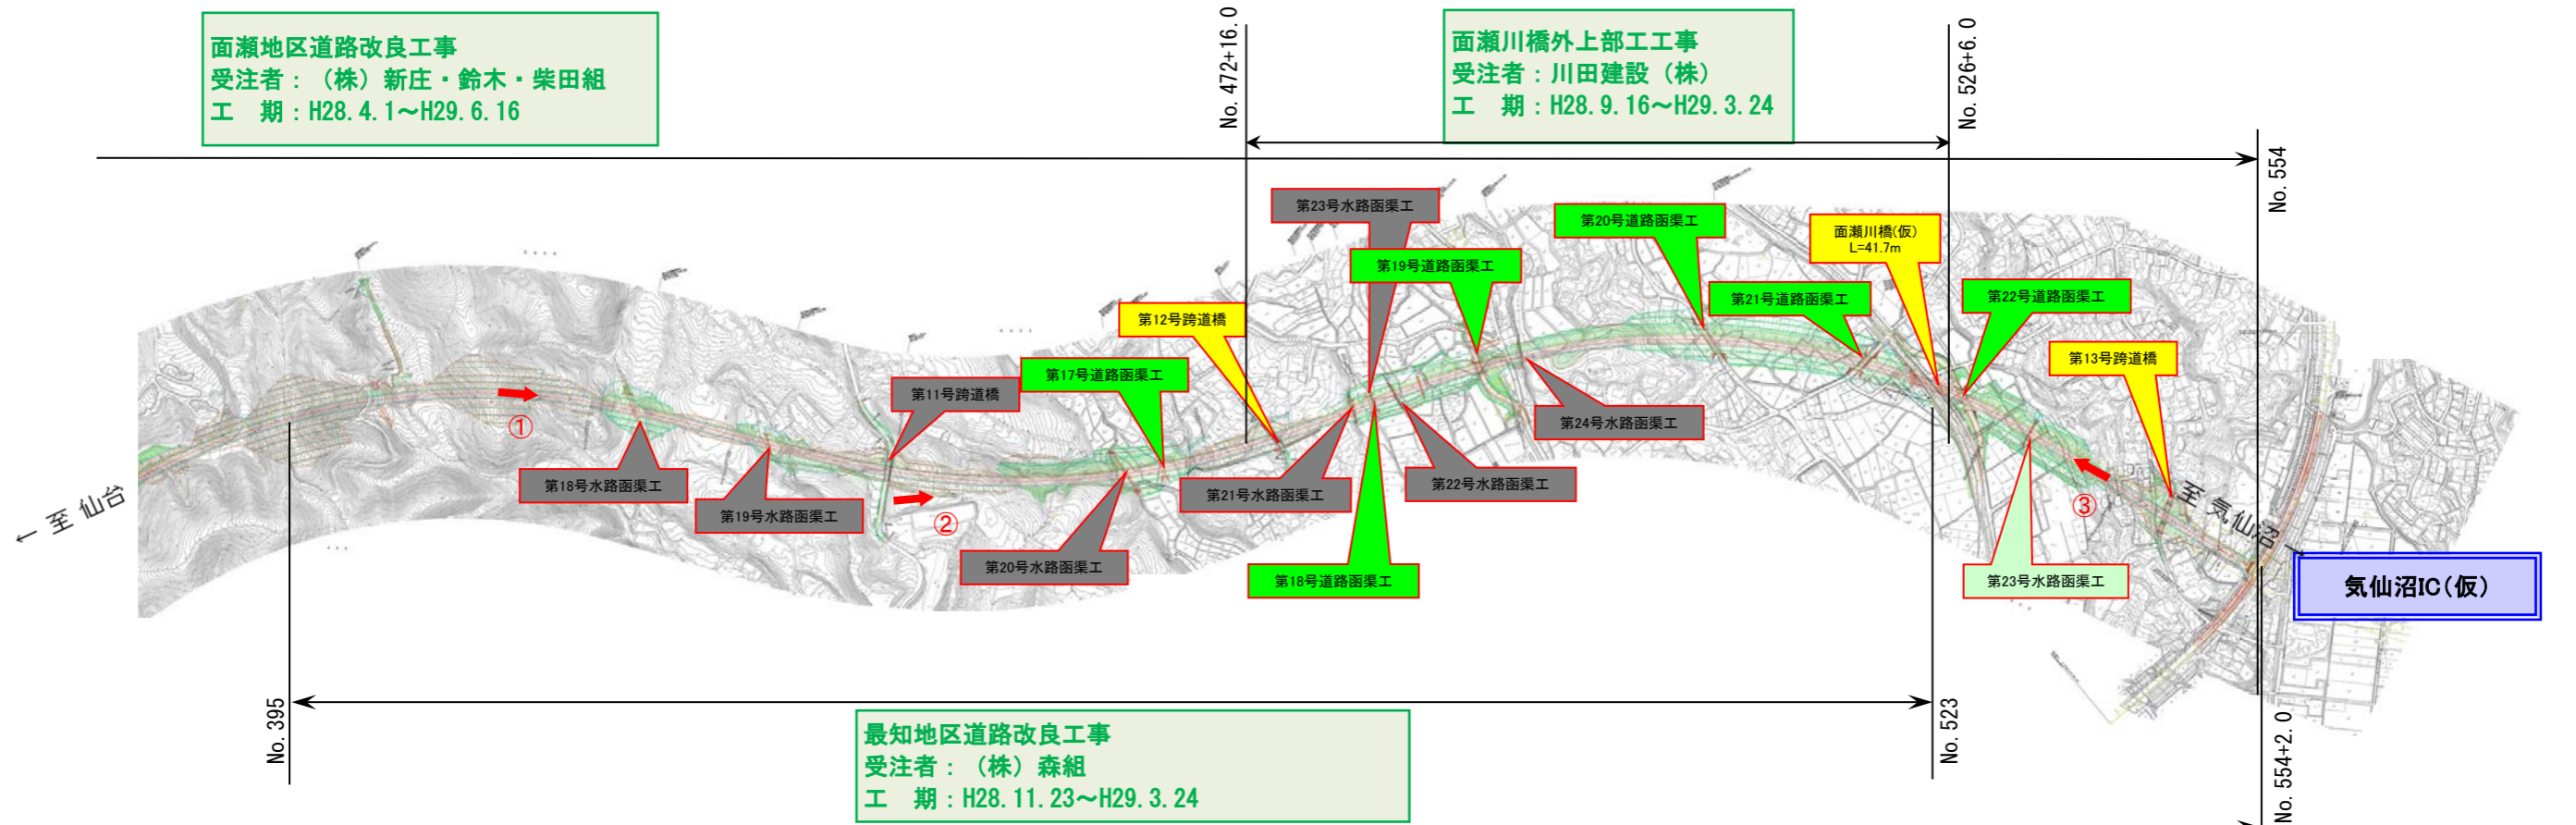 面瀬地区道路改良工事
受注者：（株）新庄・鈴木・柴田組
工　期：H28.4.1～H29.6.16
No. 472+16.0
面瀬川橋外上部工工事
受注者：川田建設（株）
工　期：H28.9.16～H29.3.24
No. 526+6.0
No. 554
第23号水路函渠工
第20号道路函渠工
面瀬川橋(仮)
L=41.7m
第19号道路函渠工
第21号道路函渠工
第22号道路函渠工
第12号跨道橋
第13号跨道橋
第17号道路函渠工
第11号跨道橋
第24号水路函渠工
①
第18号水路函渠工
第19号水路函渠工
②
第20号水路函渠工
第21号水路函渠工
第22号水路函渠工
第18号道路函渠工
③
第23号水路函渠工
← 至 仙台
至 気仙沼 →
気仙沼IC(仮)
No. 395
No. 523
No. 554+2.0
最知地区道路改良工事
受注者：（株）森組
工　期：H28.11.23～H29.3.24